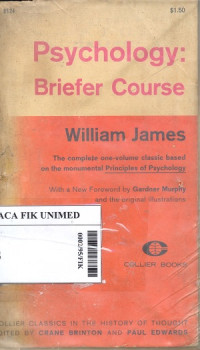 $1.50
Psychology:
Briefer Course
William James
The complete one-volume classic based
on the monumental Principles of Psychology
With a New Foreword by Gardner Murphy
and the original illustrations
ACA FIK UNIMED
COLLIER BOOKS
OLLIER CLASSICS IN THE HISTORY OF THOUGHT
DITED BY CRANE BRINTON AND PAUL EDWARDS